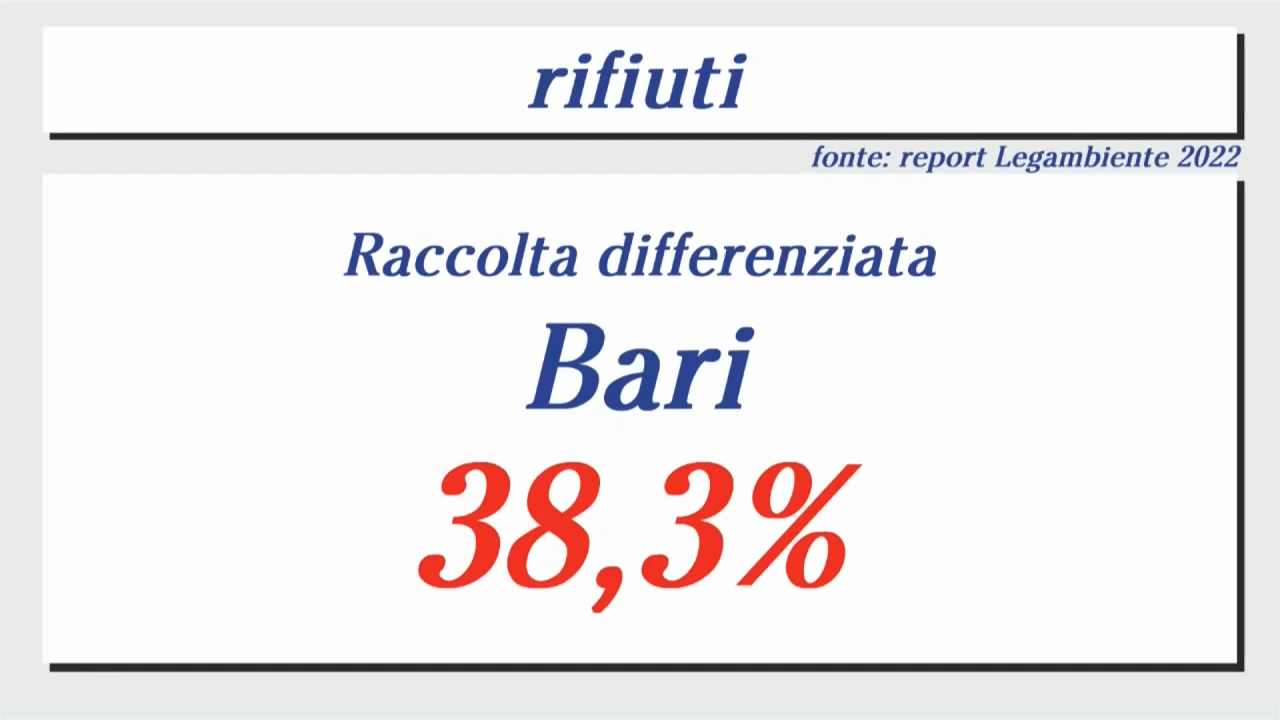 rifiuti
fonte: report Legambiente 2022
Raccolta differenziata
Bari
38,3%